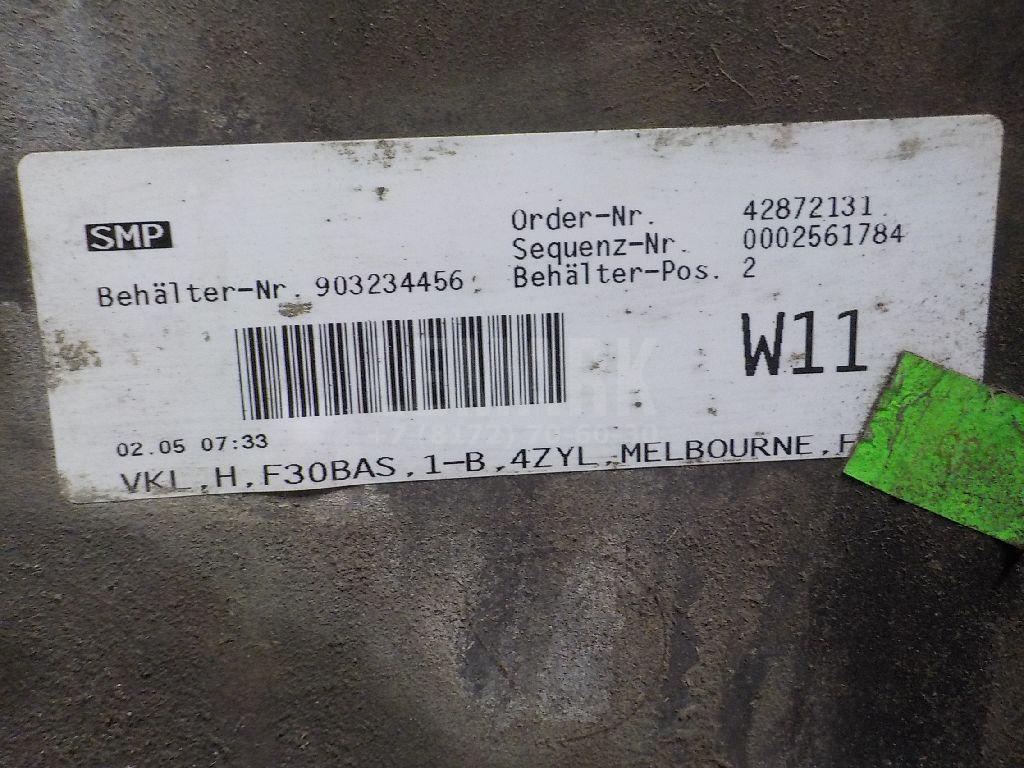 SMP
Order-Nr. 42872131
Sequenz-Nr. 0002561784
Behälter-Nr. 903234456
Behälter-Pos. 2
W11
02.05 07:33
VKL,H,F30BAS,1-B,4ZYL,MELBOURNE,